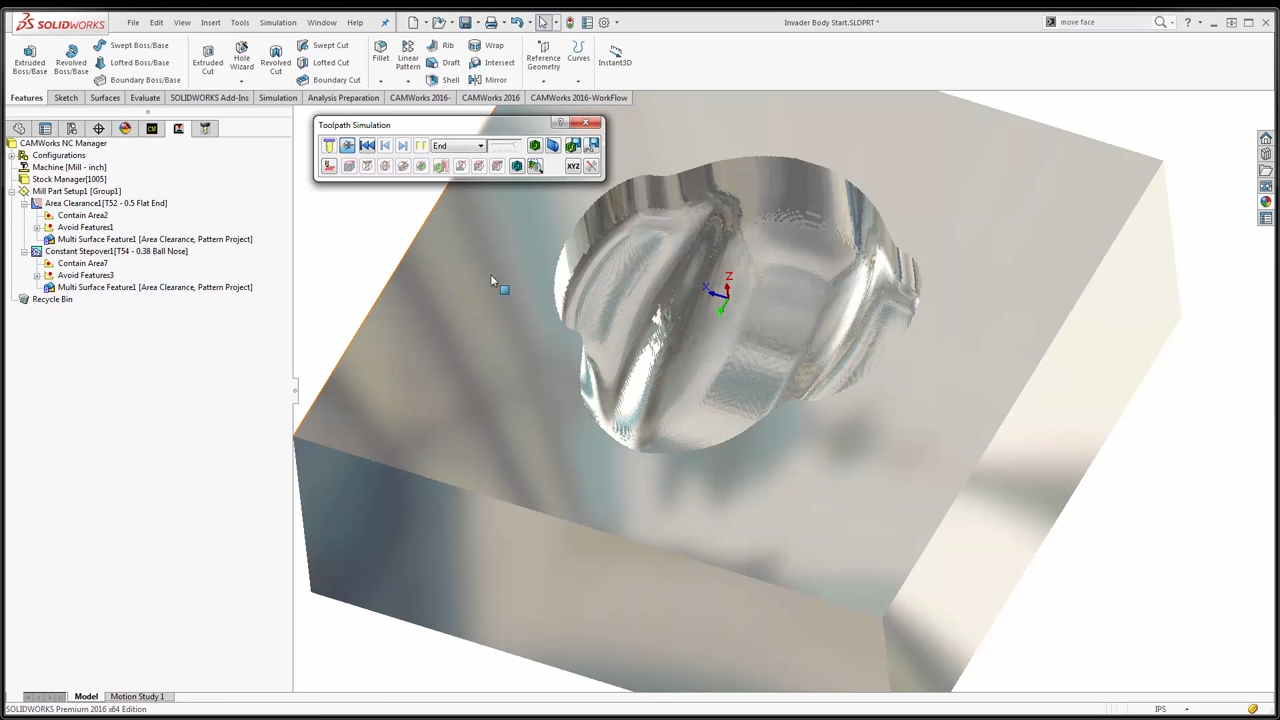 SOLIDWORKS
File Edit View Insert Tools Simulation Window Help
Invader Body Start.SLDPRT *
move face
Extruded Boss/Base
Revolved Boss/Base
Swept Boss/Base
Lofted Boss/Base
Boundary Boss/Base
Extruded Cut
Hole Wizard
Revolved Cut
Swept Cut
Lofted Cut
Boundary Cut
Fillet
Linear Pattern
Rib
Draft
Shell
Wrap
Intersect
Mirror
Reference Geometry
Curves
Instant3D
Features Sketch Surfaces Evaluate SOLIDWORKS Add-Ins Simulation Analysis Preparation CAMWorks 2016- CAMWorks 2016 CAMWorks 2016-WorkFlow
Toolpath Simulation
End
XYZ
CAMWorks NC Manager
Configurations
Machine [Mill - inch]
Stock Manager[1005]
Mill Part Setup1 [Group1]
Area Clearance1[T52 - 0.5 Flat End]
Contain Area2
Avoid Features1
Multi Surface Feature1 [Area Clearance, Pattern Project]
Constant Stepover1[T54 - 0.38 Ball Nose]
Contain Area7
Avoid Features3
Multi Surface Feature1 [Area Clearance, Pattern Project]
Recycle Bin
Z
X
Model Motion Study 1
SOLIDWORKS Premium 2016 x64 Edition
IPS